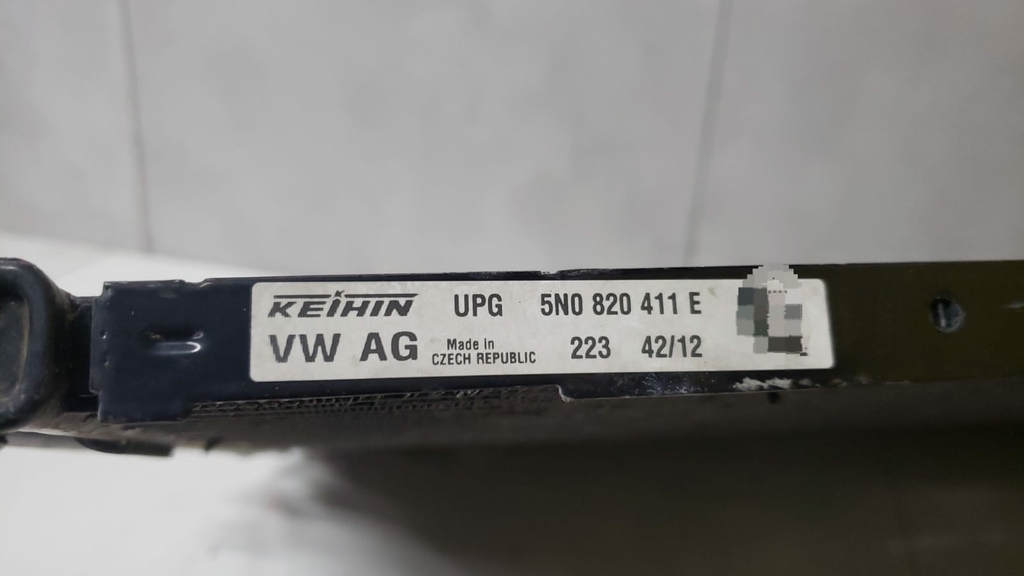 KEIHIN UPG 5N0 820 411 E
VW AG Made in CZECH REPUBLIC 223 42/12